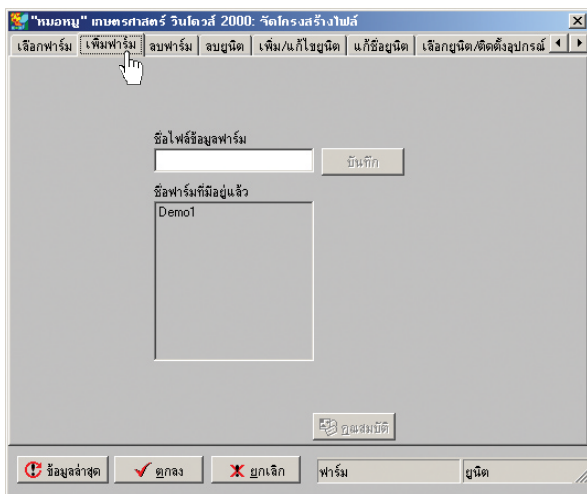 "หมอหมู" เกษตรศาสตร์ วินโดวส์ 2000: จัดโครงสร้างไฟล์
เลือกฟาร์ม เพิ่มฟาร์ม ลบฟาร์ม ลบยูนิต เพิ่ม/แก้ไขยูนิต แก้ชื่อยูนิต เลือกยูนิต/ติดตั้งอุปกรณ์
ชื่อไฟล์ข้อมูลฟาร์ม
บันทึก
ชื่อฟาร์มที่มีอยู่แล้ว
Demo1
คุณสมบัติ
ข้อมูลล่าสุด ตกลง ยกเลิก ฟาร์ม ยูนิต